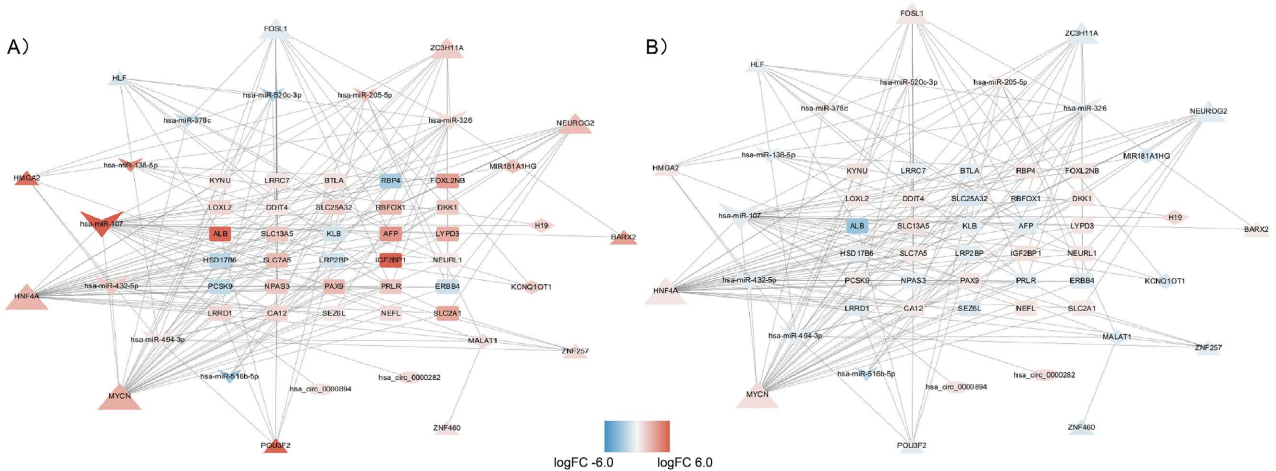 A)
FOSL1
ZC3H11A
HLF
hsa-miR-520c-3p
hsa-miR-205-5p
hsa-miR-378c
hsa-miR-326
NEUROG2
hsa-miR-138-5p
MIR181A1HG
HMGA2
KYNU LRRC7 BTLA RBP4 FOXL2NB
LOXL2 DDIT4 SLC25A32 RBFOX1 DKK1
hsa-miR-107
H19
ALB SLC13A5 KLB AFP LYPD3
BARX2
HSD17B6 SLC7A5 LRP2BP IGF2BP1 NEURL1
hsa-miR-432-5p
PCSK9 NPAS3 PAX9 PRLR ERBB4
KCNQ1OT1
HNF4A
LRRD1 CA12 SEZ6L NEFL SLC2A1
hsa-miR-494-3p
MALAT1
ZNF257
hsa-miR-516b-5p
hsa_circ_0000894
hsa_circ_0000282
MYCN
ZNF460
POU3F2
B)
FOSL1
ZC3H11A
HLF
hsa-miR-520c-3p
hsa-miR-205-5p
hsa-miR-378c
hsa-miR-326
NEUROG2
hsa-miR-138-5p
MIR181A1HG
HMGA2
KYNU LRRC7 BTLA RBP4 FOXL2NB
LOXL2 DDIT4 SLC25A32 RBFOX1 DKK1
hsa-miR-107
H19
ALB SLC13A5 KLB AFP LYPD3
BARX2
HSD17B6 SLC7A5 LRP2BP IGF2BP1 NEURL1
hsa-miR-432-5p
PCSK9 NPAS3 PAX9 PRLR ERBB4
KCNQ1OT1
HNF4A
LRRD1 CA12 SEZ6L NEFL SLC2A1
hsa-miR-494-3p
MALAT1
ZNF257
hsa-miR-516b-5p
hsa_circ_0000894
hsa_circ_0000282
MYCN
ZNF460
POU3F2
logFC -6.0 logFC 6.0